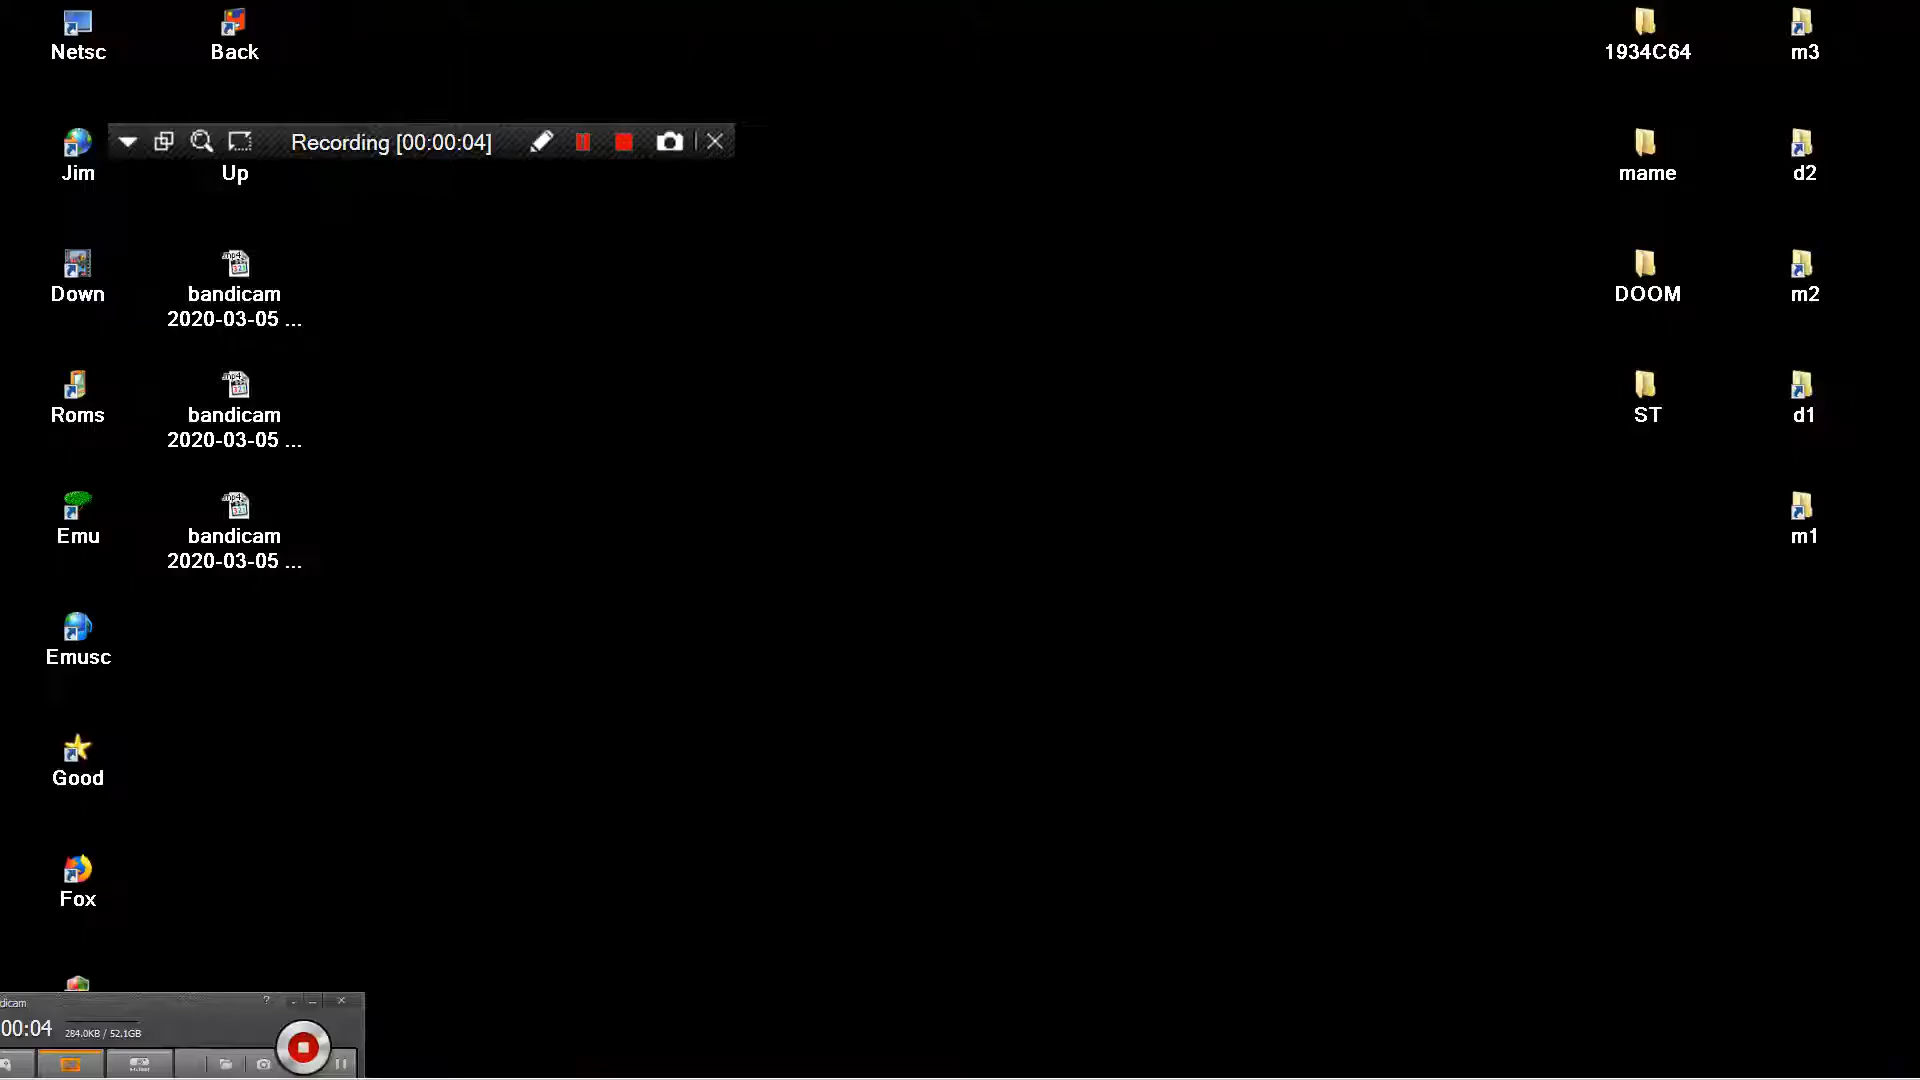 Netsc
Back
1934C64
m3
Recording [00:00:04]
Jim
Up
mame
d2
Down
bandicam
2020-03-05 ...
DOOM
m2
Roms
bandicam
2020-03-05 ...
ST
d1
Emu
bandicam
2020-03-05 ...
m1
Emusc
Good
Fox
dicam
00:04
284.0KB / 52.1GB